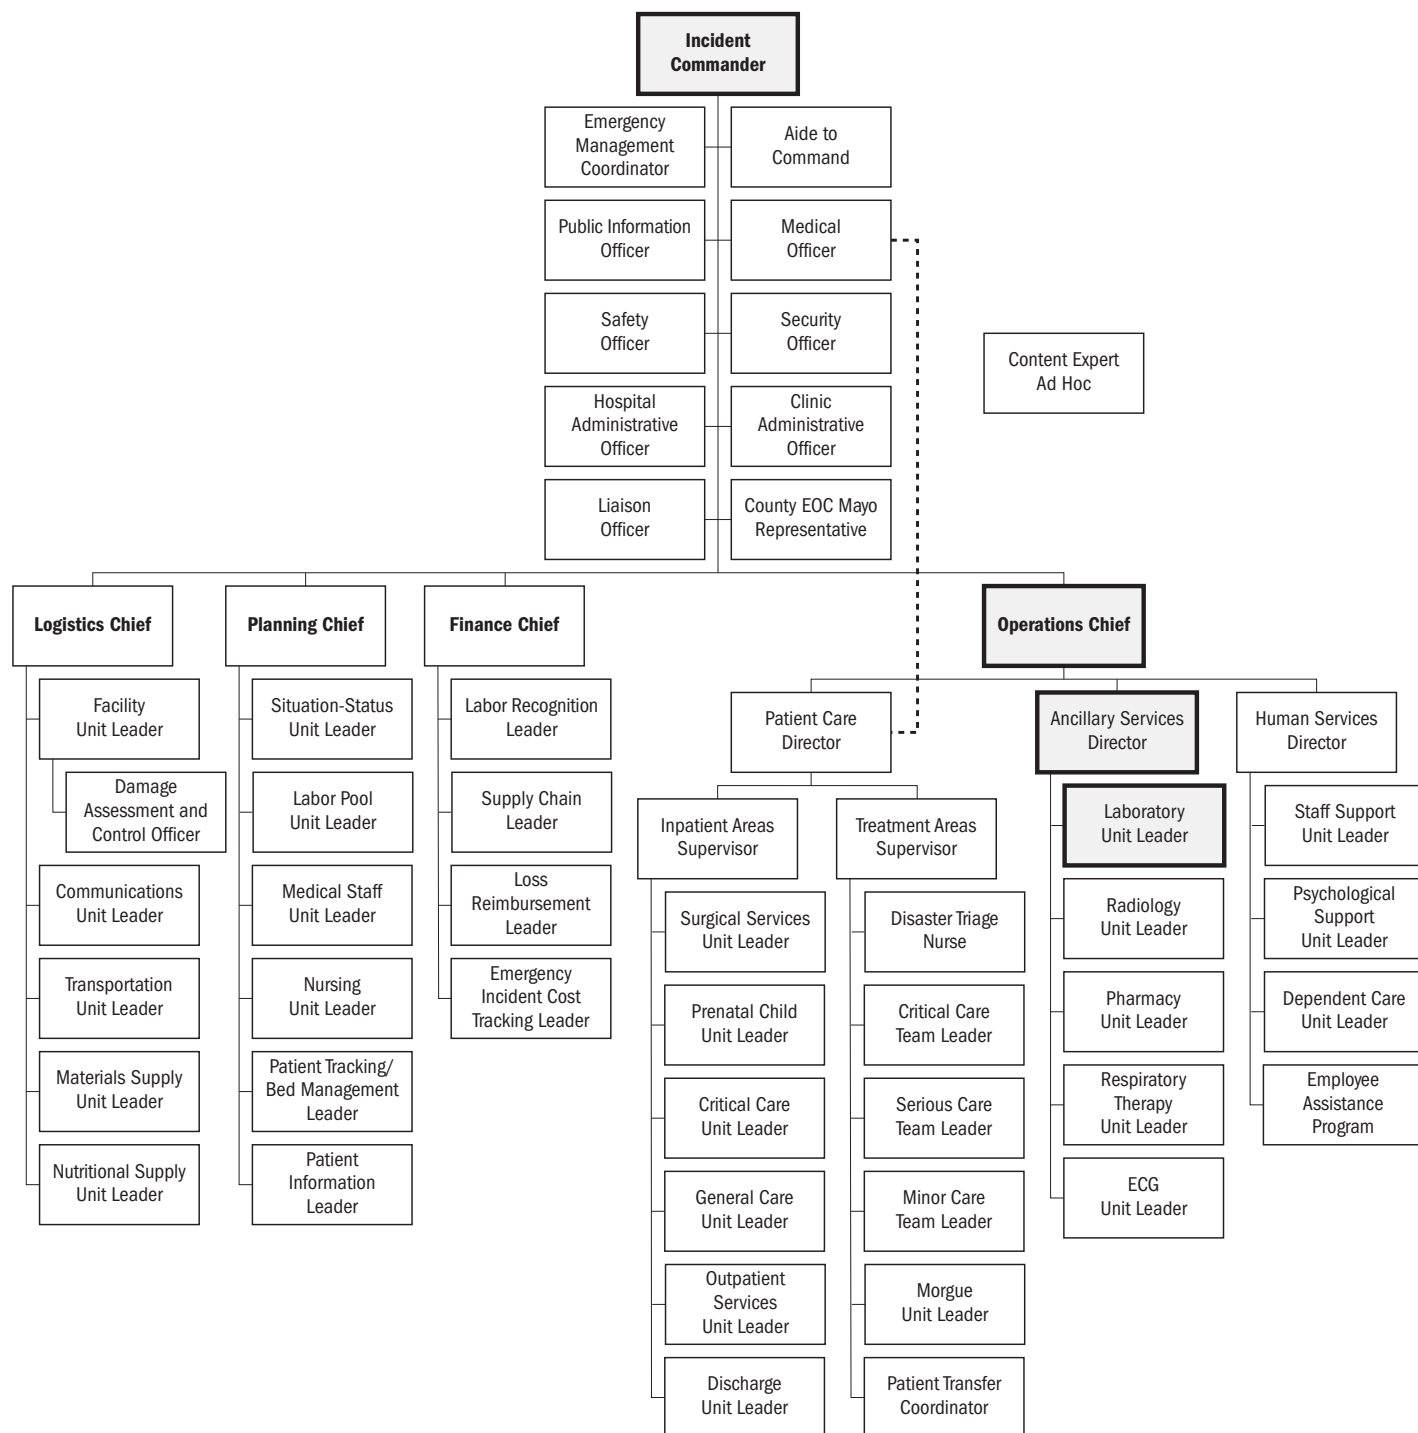 Incident
Commander
Emergency
Management
Coordinator
Aide to
Command
Public Information
Officer
Medical
Officer
Safety
Officer
Security
Officer
Content Expert
Ad Hoc
Hospital
Administrative
Officer
Clinic
Administrative
Officer
Liaison
Officer
County EOC Mayo
Representative
Logistics Chief
Planning Chief
Finance Chief
Operations Chief
Facility
Unit Leader
Damage
Assessment and
Control Officer
Communications
Unit Leader
Transportation
Unit Leader
Materials Supply
Unit Leader
Nutritional Supply
Unit Leader
Situation-Status
Unit Leader
Labor Pool
Unit Leader
Medical Staff
Unit Leader
Nursing
Unit Leader
Patient Tracking/
Bed Management
Leader
Patient
Information
Leader
Labor Recognition
Leader
Supply Chain
Leader
Loss
Reimbursement
Leader
Emergency
Incident Cost
Tracking Leader
Patient Care
Director
Ancillary Services
Director
Human Services
Director
Inpatient Areas
Supervisor
Surgical Services
Unit Leader
Prenatal Child
Unit Leader
Critical Care
Unit Leader
General Care
Unit Leader
Outpatient
Services
Unit Leader
Discharge
Unit Leader
Treatment Areas
Supervisor
Disaster Triage
Nurse
Critical Care
Team Leader
Serious Care
Team Leader
Minor Care
Team Leader
Morgue
Unit Leader
Patient Transfer
Coordinator
Laboratory
Unit Leader
Radiology
Unit Leader
Pharmacy
Unit Leader
Respiratory
Therapy
Unit Leader
ECG
Unit Leader
Staff Support
Unit Leader
Psychological
Support
Unit Leader
Dependent Care
Unit Leader
Employee
Assistance
Program